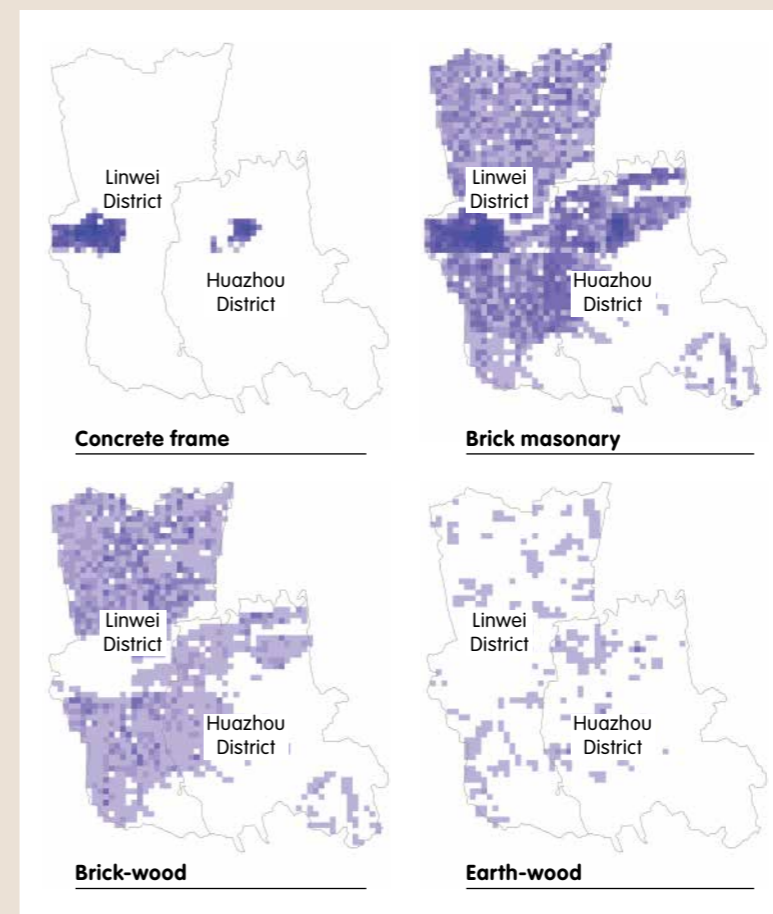 Linwei
District
Huazhou
District
Concrete frame
Linwei
District
Huazhou
District
Brick masonary
Linwei
District
Huazhou
District
Brick-wood
Linwei
District
Huazhou
District
Earth-wood